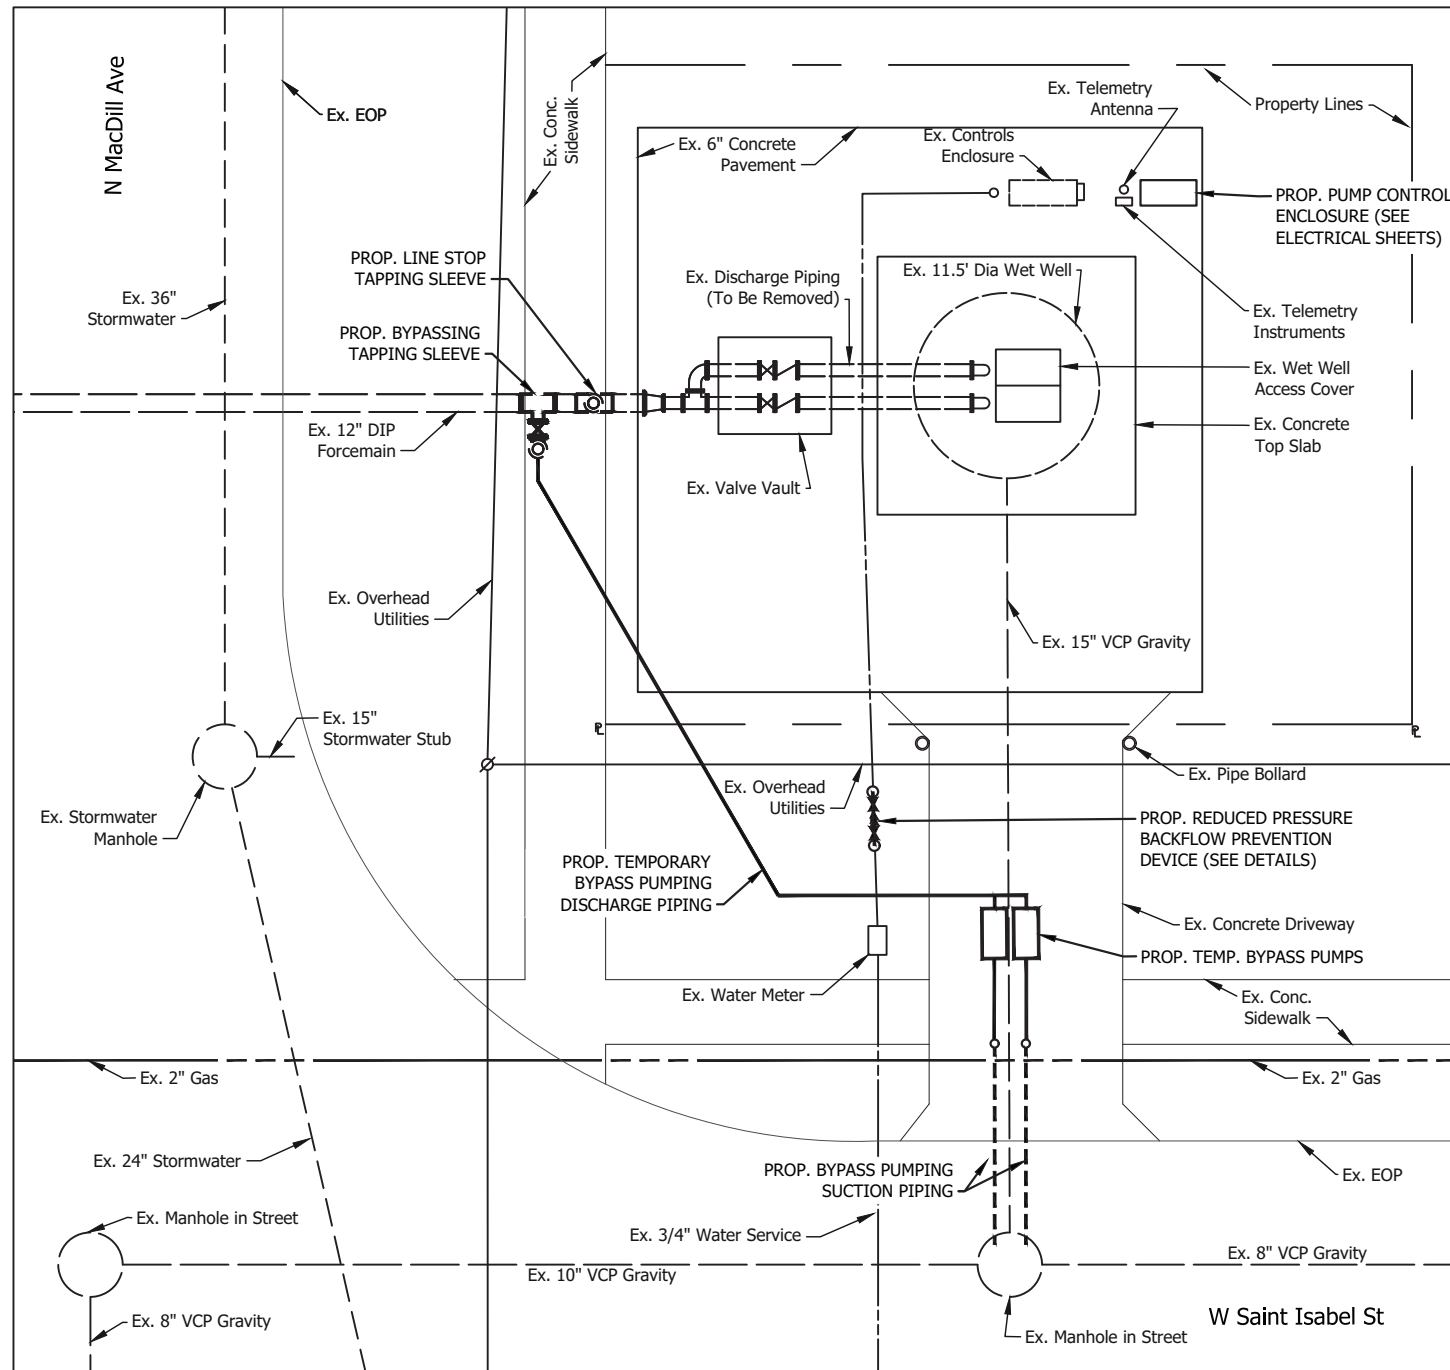 N MacDill Ave
Ex. EOP
Ex. Conc.
Sidewalk
Ex. 6" Concrete
Pavement
Ex. Controls
Enclosure
Ex. Telemetry
Antenna
Property Lines
PROP. PUMP CONTROL
ENCLOSURE (SEE
ELECTRICAL SHEETS)
PROP. LINE STOP
TAPPING SLEEVE
Ex. Discharge Piping
(To Be Removed)
Ex. 11.5' Dia Wet Well
Ex. 36"
Stormwater
Ex. Telemetry
Instruments
PROP. BYPASSING
TAPPING SLEEVE
Ex. Wet Well
Access Cover
Ex. 12" DIP
Forcemain
Ex. Concrete
Top Slab
Ex. Valve Vault
Ex. Overhead
Utilities
Ex. 15" VCP Gravity
Ex. 15"
Stormwater Stub
PL
PL
Ex. Overhead
Utilities
Ex. Pipe Bollard
Ex. Stormwater
Manhole
PROP. REDUCED PRESSURE
BACKFLOW PREVENTION
DEVICE (SEE DETAILS)
PROP. TEMPORARY
BYPASS PUMPING
DISCHARGE PIPING
Ex. Concrete Driveway
PROP. TEMP. BYPASS PUMPS
Ex. Water Meter
Ex. Conc.
Sidewalk
Ex. 2" Gas
Ex. 2" Gas
Ex. 24" Stormwater
PROP. BYPASS PUMPING
SUCTION PIPING
Ex. EOP
Ex. Manhole in Street
Ex. 3/4" Water Service
Ex. 8" VCP Gravity
Ex. 10" VCP Gravity
Ex. 8" VCP Gravity
Ex. Manhole in Street
W Saint Isabel St